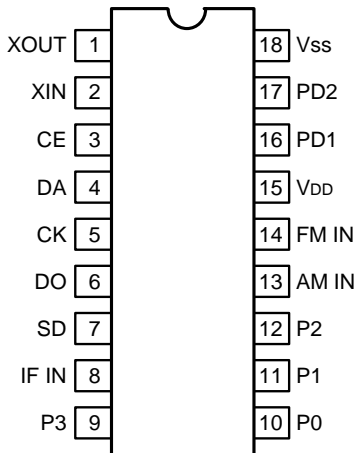 XOUT 1 18 Vss
XIN 2 17 PD2
CE 3 16 PD1
DA 4 15 VDD
CK 5 14 FM IN
DO 6 13 AM IN
SD 7 12 P2
IF IN 8 11 P1
P3 9 10 P0